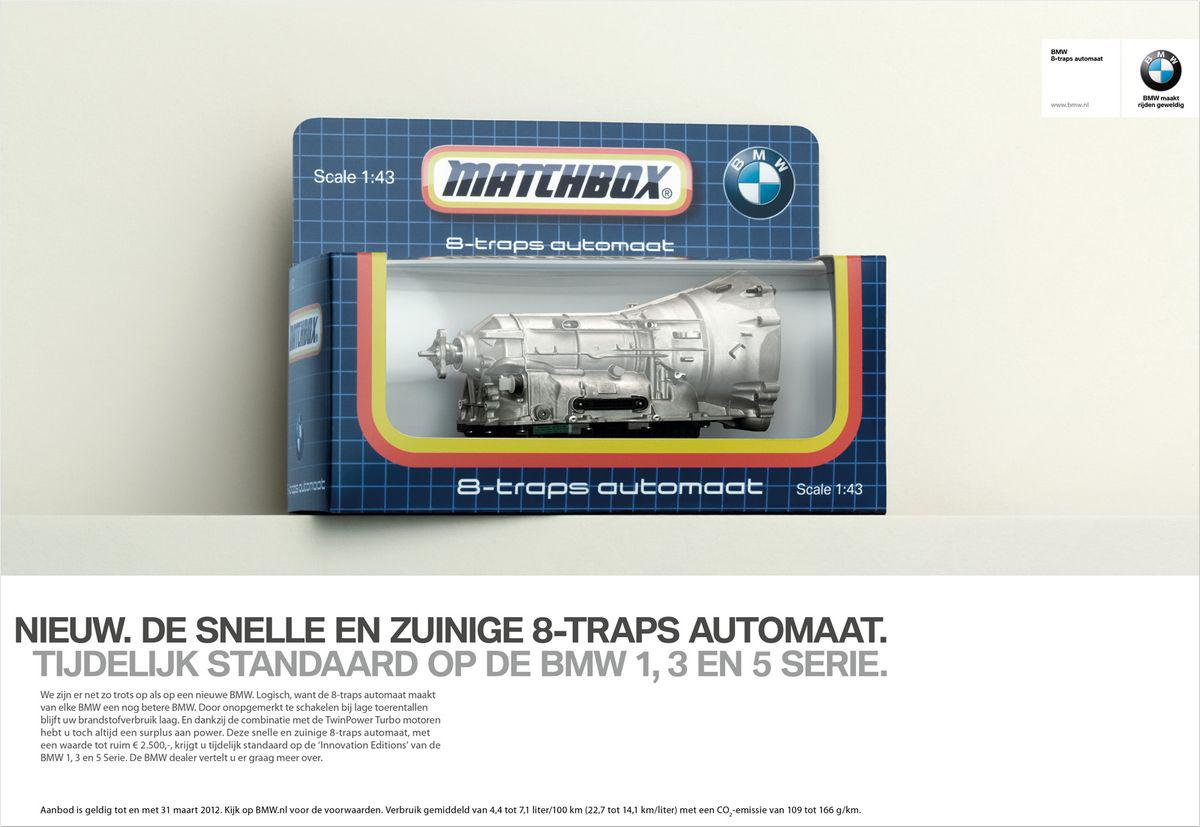 BMW
8-traps automaat
www.bmw.nl
BMW
BMW maakt
rijden geweldig
Scale 1:43
MATCHBOX®
BMW
8-traps automaat
MATCHBOX
8-traps automaat
8-traps automaat
Scale 1:43
NIEUW. DE SNELLE EN ZUINIGE 8-TRAPS AUTOMAAT.
TIJDELIJK STANDAARD OP DE BMW 1, 3 EN 5 SERIE.
We zijn er net zo trots op als op een nieuwe BMW. Logisch, want de 8-traps automaat maakt
van elke BMW een nog betere BMW. Door onopgemerkt te schakelen bij lage toerentallen
blijft uw brandstofverbruik laag. En dankzij de combinatie met de TwinPower Turbo motoren
hebt u toch altijd een surplus aan power. Deze snelle en zuinige 8-traps automaat, met
een waarde tot ruim € 2.500,-, krijgt u tijdelijk standaard op de ‘Innovation Editions’ van de
BMW 1, 3 en 5 Serie. De BMW dealer vertelt u er graag meer over.
Aanbod is geldig tot en met 31 maart 2012. Kijk op BMW.nl voor de voorwaarden. Verbruik gemiddeld van 4,4 tot 7,1 liter/100 km (22,7 tot 14,1 km/liter) met een CO₂-emissie van 109 tot 166 g/km.